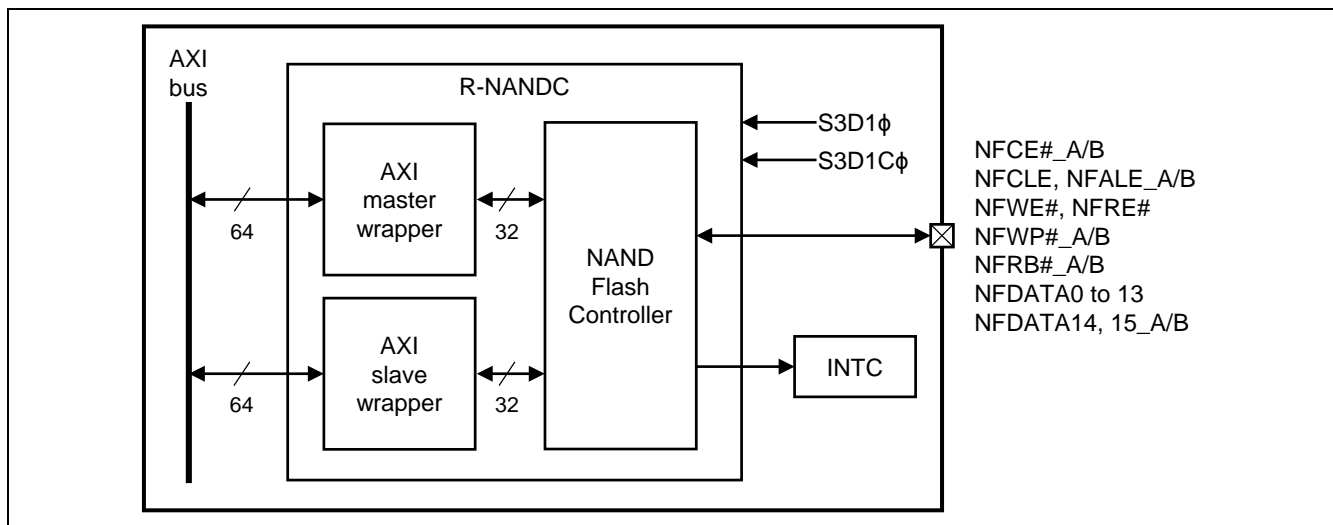 AXI
bus
R-NANDC
AXI
master
wrapper
64
32
NAND
Flash
Controller
AXI
slave
wrapper
64
32
S3D1ϕ
S3D1Cϕ
INTC
NFCE#_A/B
NFCLE, NFALE_A/B
NFWE#, NFRE#
NFWP#_A/B
NFRB#_A/B
NFDATA0 to 13
NFDATA14, 15_A/B